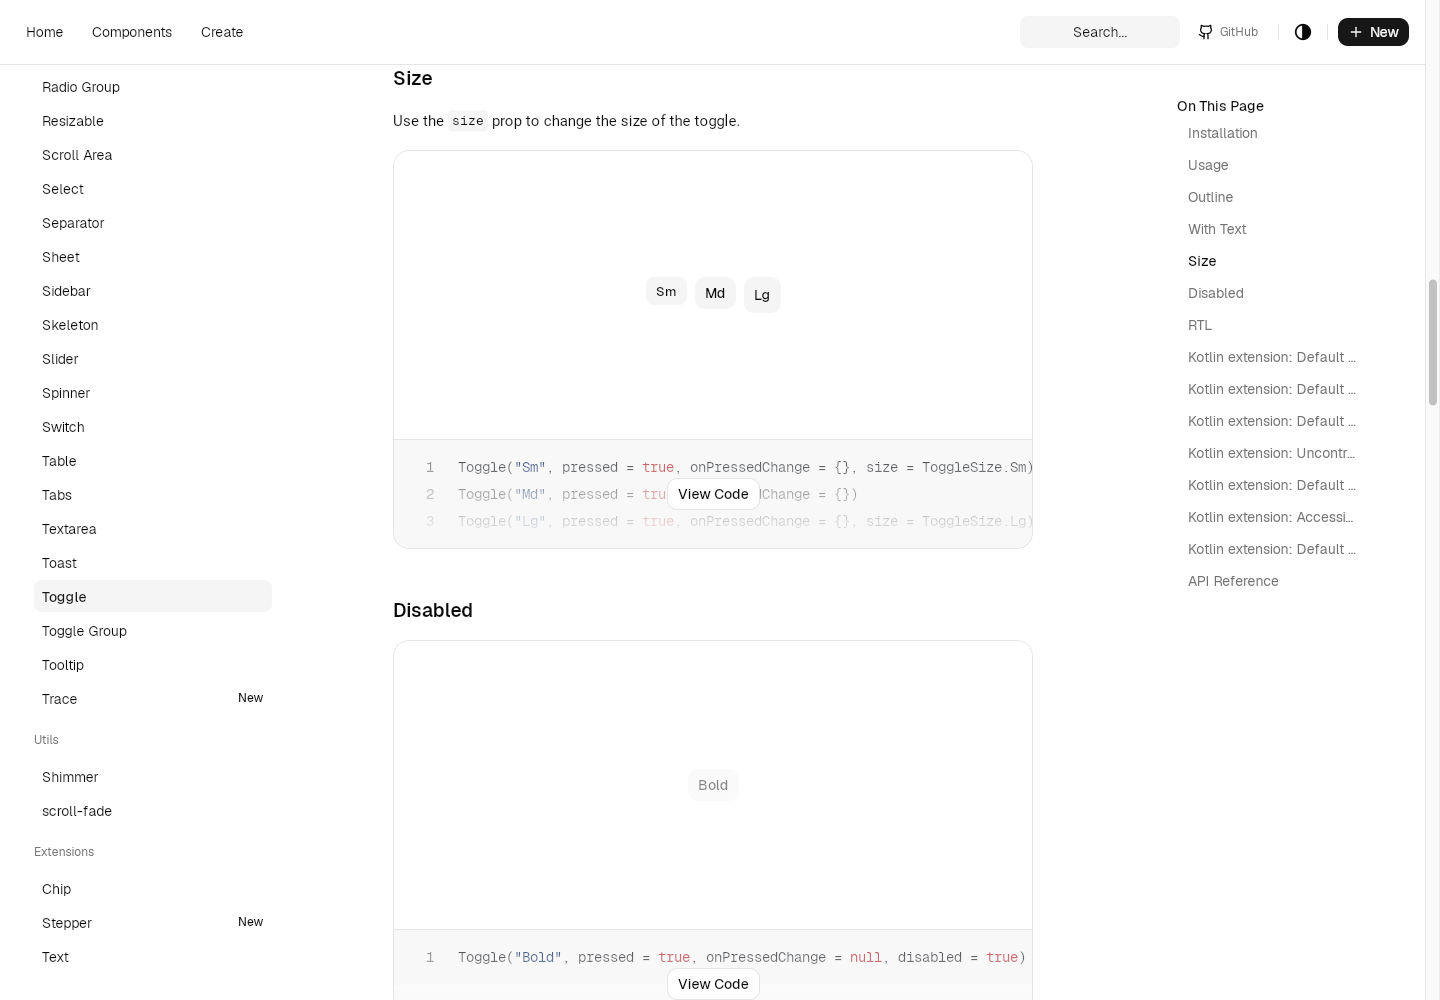 Home
Components
Create
Search...
GitHub
New
Radio Group
Resizable
Scroll Area
Select
Separator
Sheet
Sidebar
Skeleton
Slider
Spinner
Switch
Table
Tabs
Textarea
Toast
Toggle
Toggle Group
Tooltip
Trace New
Utils
Shimmer
scroll-fade
Extensions
Chip
Stepper New
Text
Size
Use the size prop to change the size of the toggle.
Sm
Md
Lg
1 Toggle("Sm", pressed = true, onPressedChange = {}, size = ToggleSize.Sm)
2 Toggle("Md", pressed = tru View Code Change = {})
3 Toggle("Lg", pressed = true, onPressedChange = {}, size = ToggleSize.Lg)
Disabled
Bold
1 Toggle("Bold", pressed = true, onPressedChange = null, disabled = true)
View Code
On This Page
Installation
Usage
Outline
With Text
Size
Disabled
RTL
Kotlin extension: Default ...
Kotlin extension: Default ...
Kotlin extension: Default ...
Kotlin extension: Uncontr...
Kotlin extension: Default ...
Kotlin extension: Accessi...
Kotlin extension: Default ...
API Reference